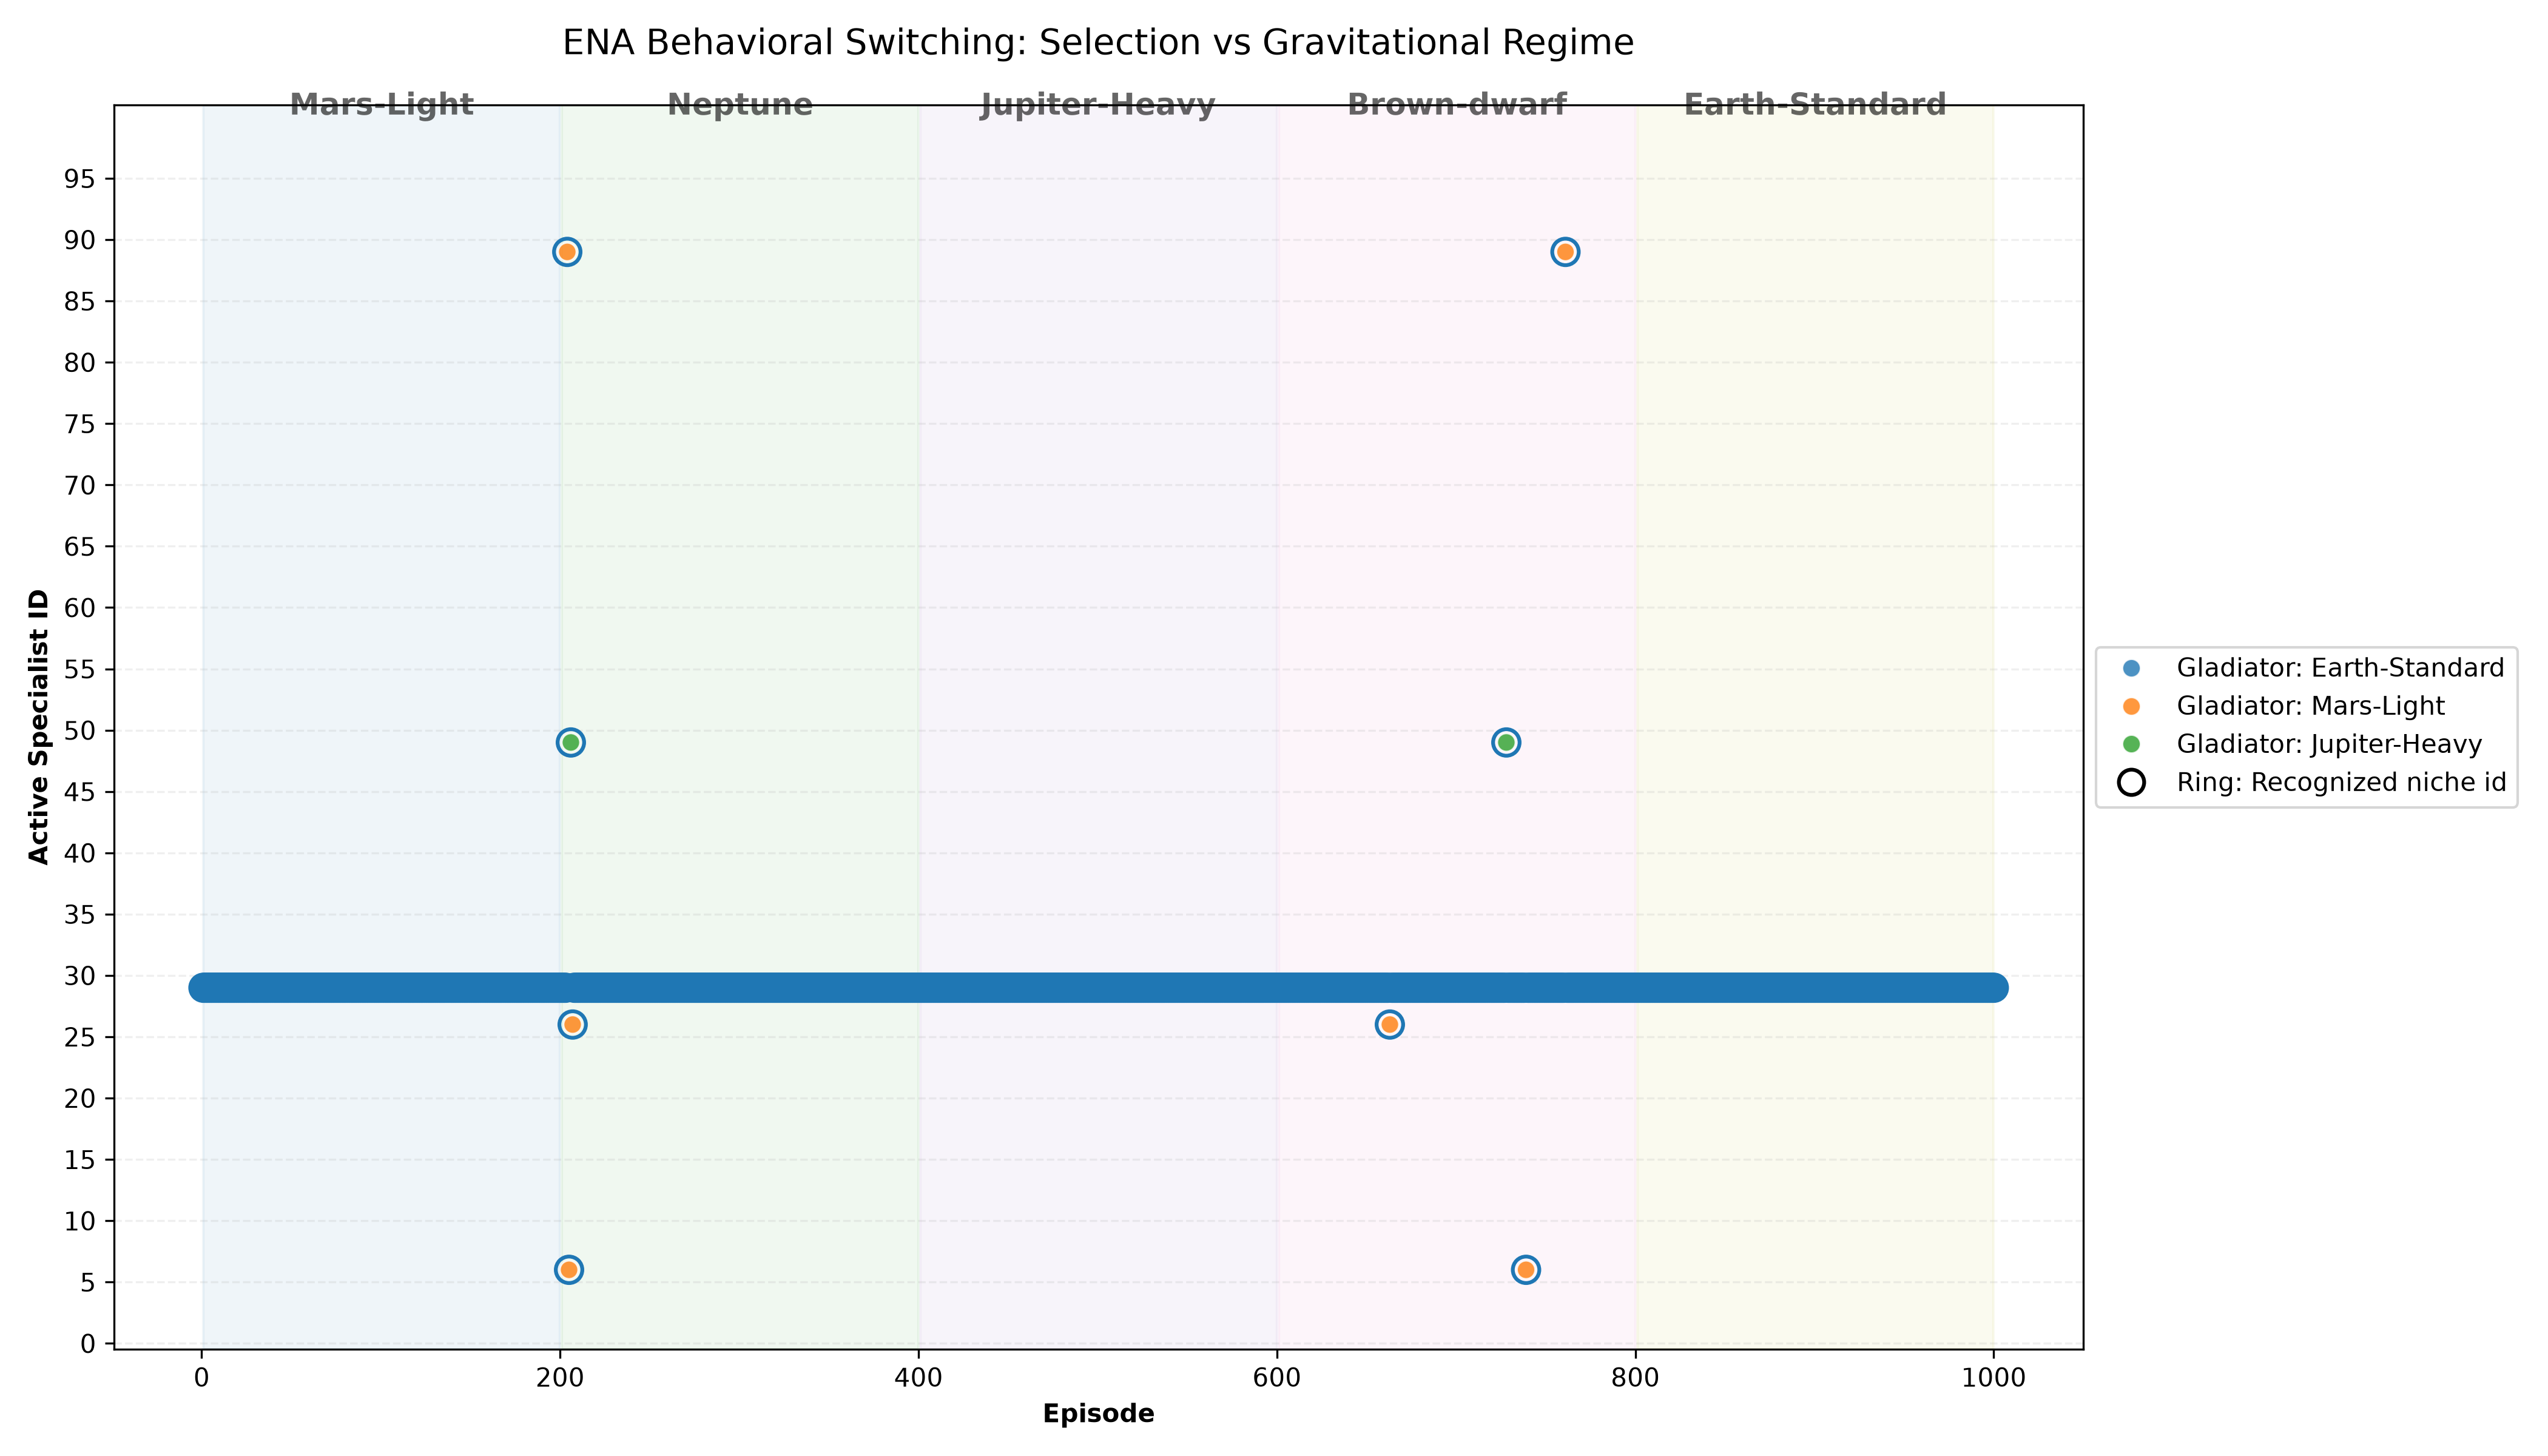 ENA Behavioral Switching: Selection vs Gravitational Regime
Mars-Light Neptune Jupiter-Heavy Brown-dwarf Earth-Standard
95
90
85
80
75
70
65
60
55
50
45
40
35
30
25
20
15
10
5
0
Active Specialist ID
0 200 400 600 800 1000
Episode
Gladiator: Earth-Standard
Gladiator: Mars-Light
Gladiator: Jupiter-Heavy
Ring: Recognized niche id